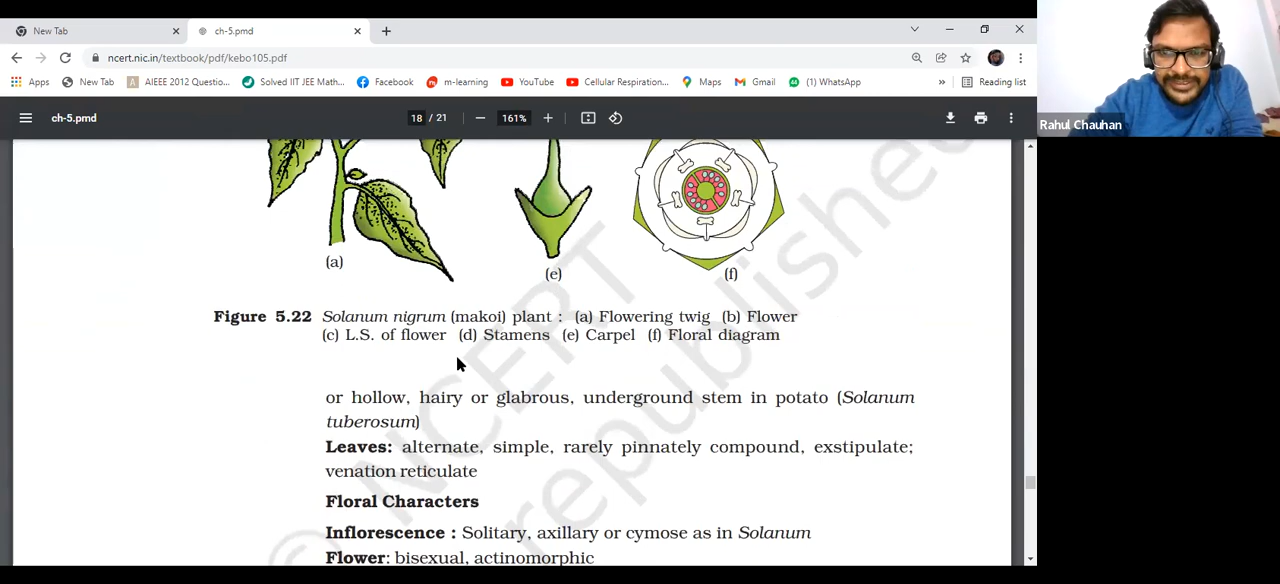 New Tab
ch-5.pmd
ncert.nic.in/textbook/pdf/kebo105.pdf
Apps
New Tab
AIEEE 2012 Questio...
Solved IIT JEE Math...
Facebook
m-learning
YouTube
Cellular Respiration...
Maps
Gmail
(1) WhatsApp
»
Reading list
ch-5.pmd
18 / 21
161%
Rahul Chauhan
(a)
(e)
(f)
Figure 5.22 Solanum nigrum (makoi) plant : (a) Flowering twig (b) Flower
(c) L.S. of flower (d) Stamens (e) Carpel (f) Floral diagram
or hollow, hairy or glabrous, underground stem in potato (Solanum
tuberosum)
Leaves: alternate, simple, rarely pinnately compound, exstipulate;
venation reticulate
Floral Characters
Inflorescence : Solitary, axillary or cymose as in Solanum
Flower: bisexual, actinomorphic
© NCERT
republished